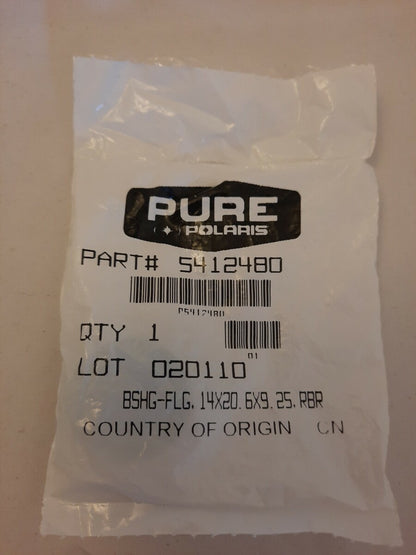 PURE
POLARIS
PART# 5412480
P5412480
QTY 1
01
LOT 020110
BSHG-FLG, 14X20.6X9.25, RBR
COUNTRY OF ORIGIN CN